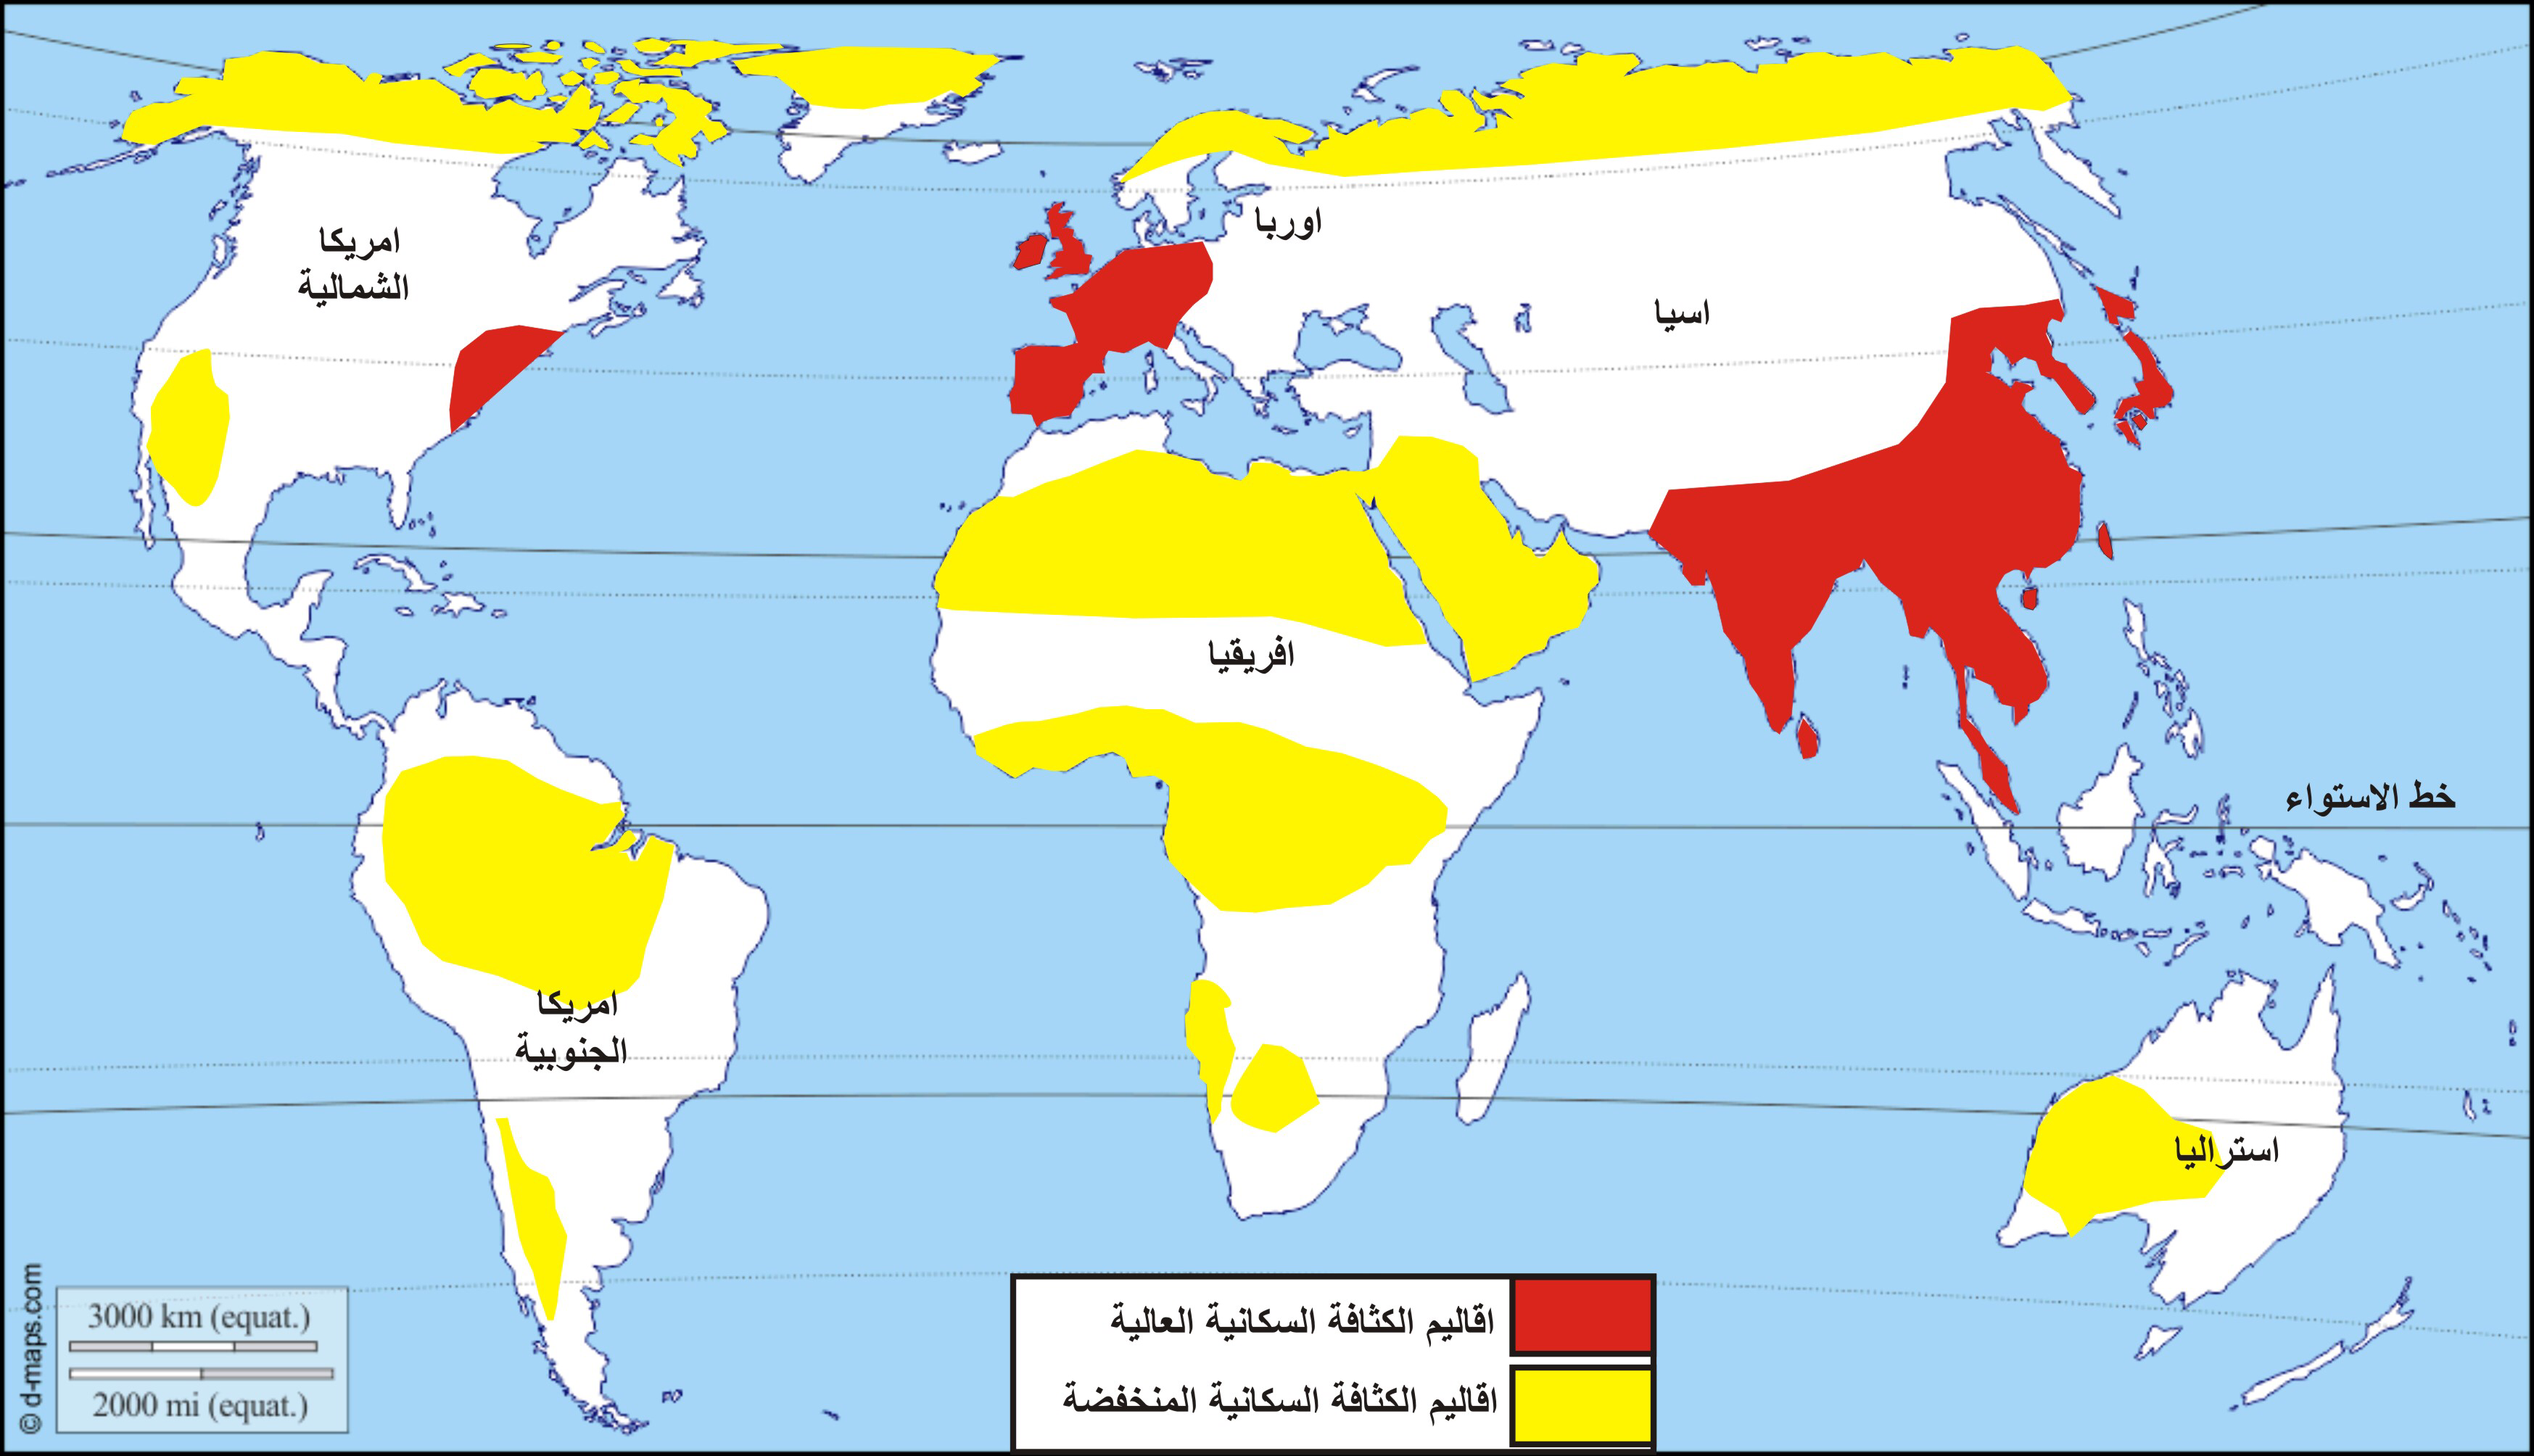 امريكا
الشمالية
اوربا
اسيا
افريقيا
خط الاستواء
امريكا
الجنوبية
استراليا
اقاليم الكثافة السكانية العالية
اقاليم الكثافة السكانية المنخفضة
3000 km (equat.)
2000 mi (equat.)
© d-maps.com